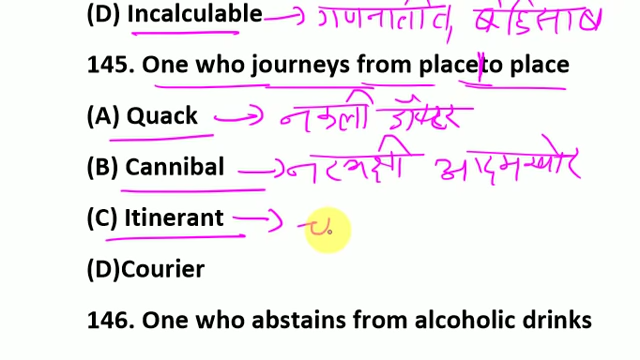 (D) Incalculable → गणनातीत, बेहिसाब
145. One who journeys from place to place
(A) Quack → नकली डॉक्टर
(B) Cannibal → नरभक्षी आदमखोर
(C) Itinerant →
(D)Courier
146. One who abstains from alcoholic drinks